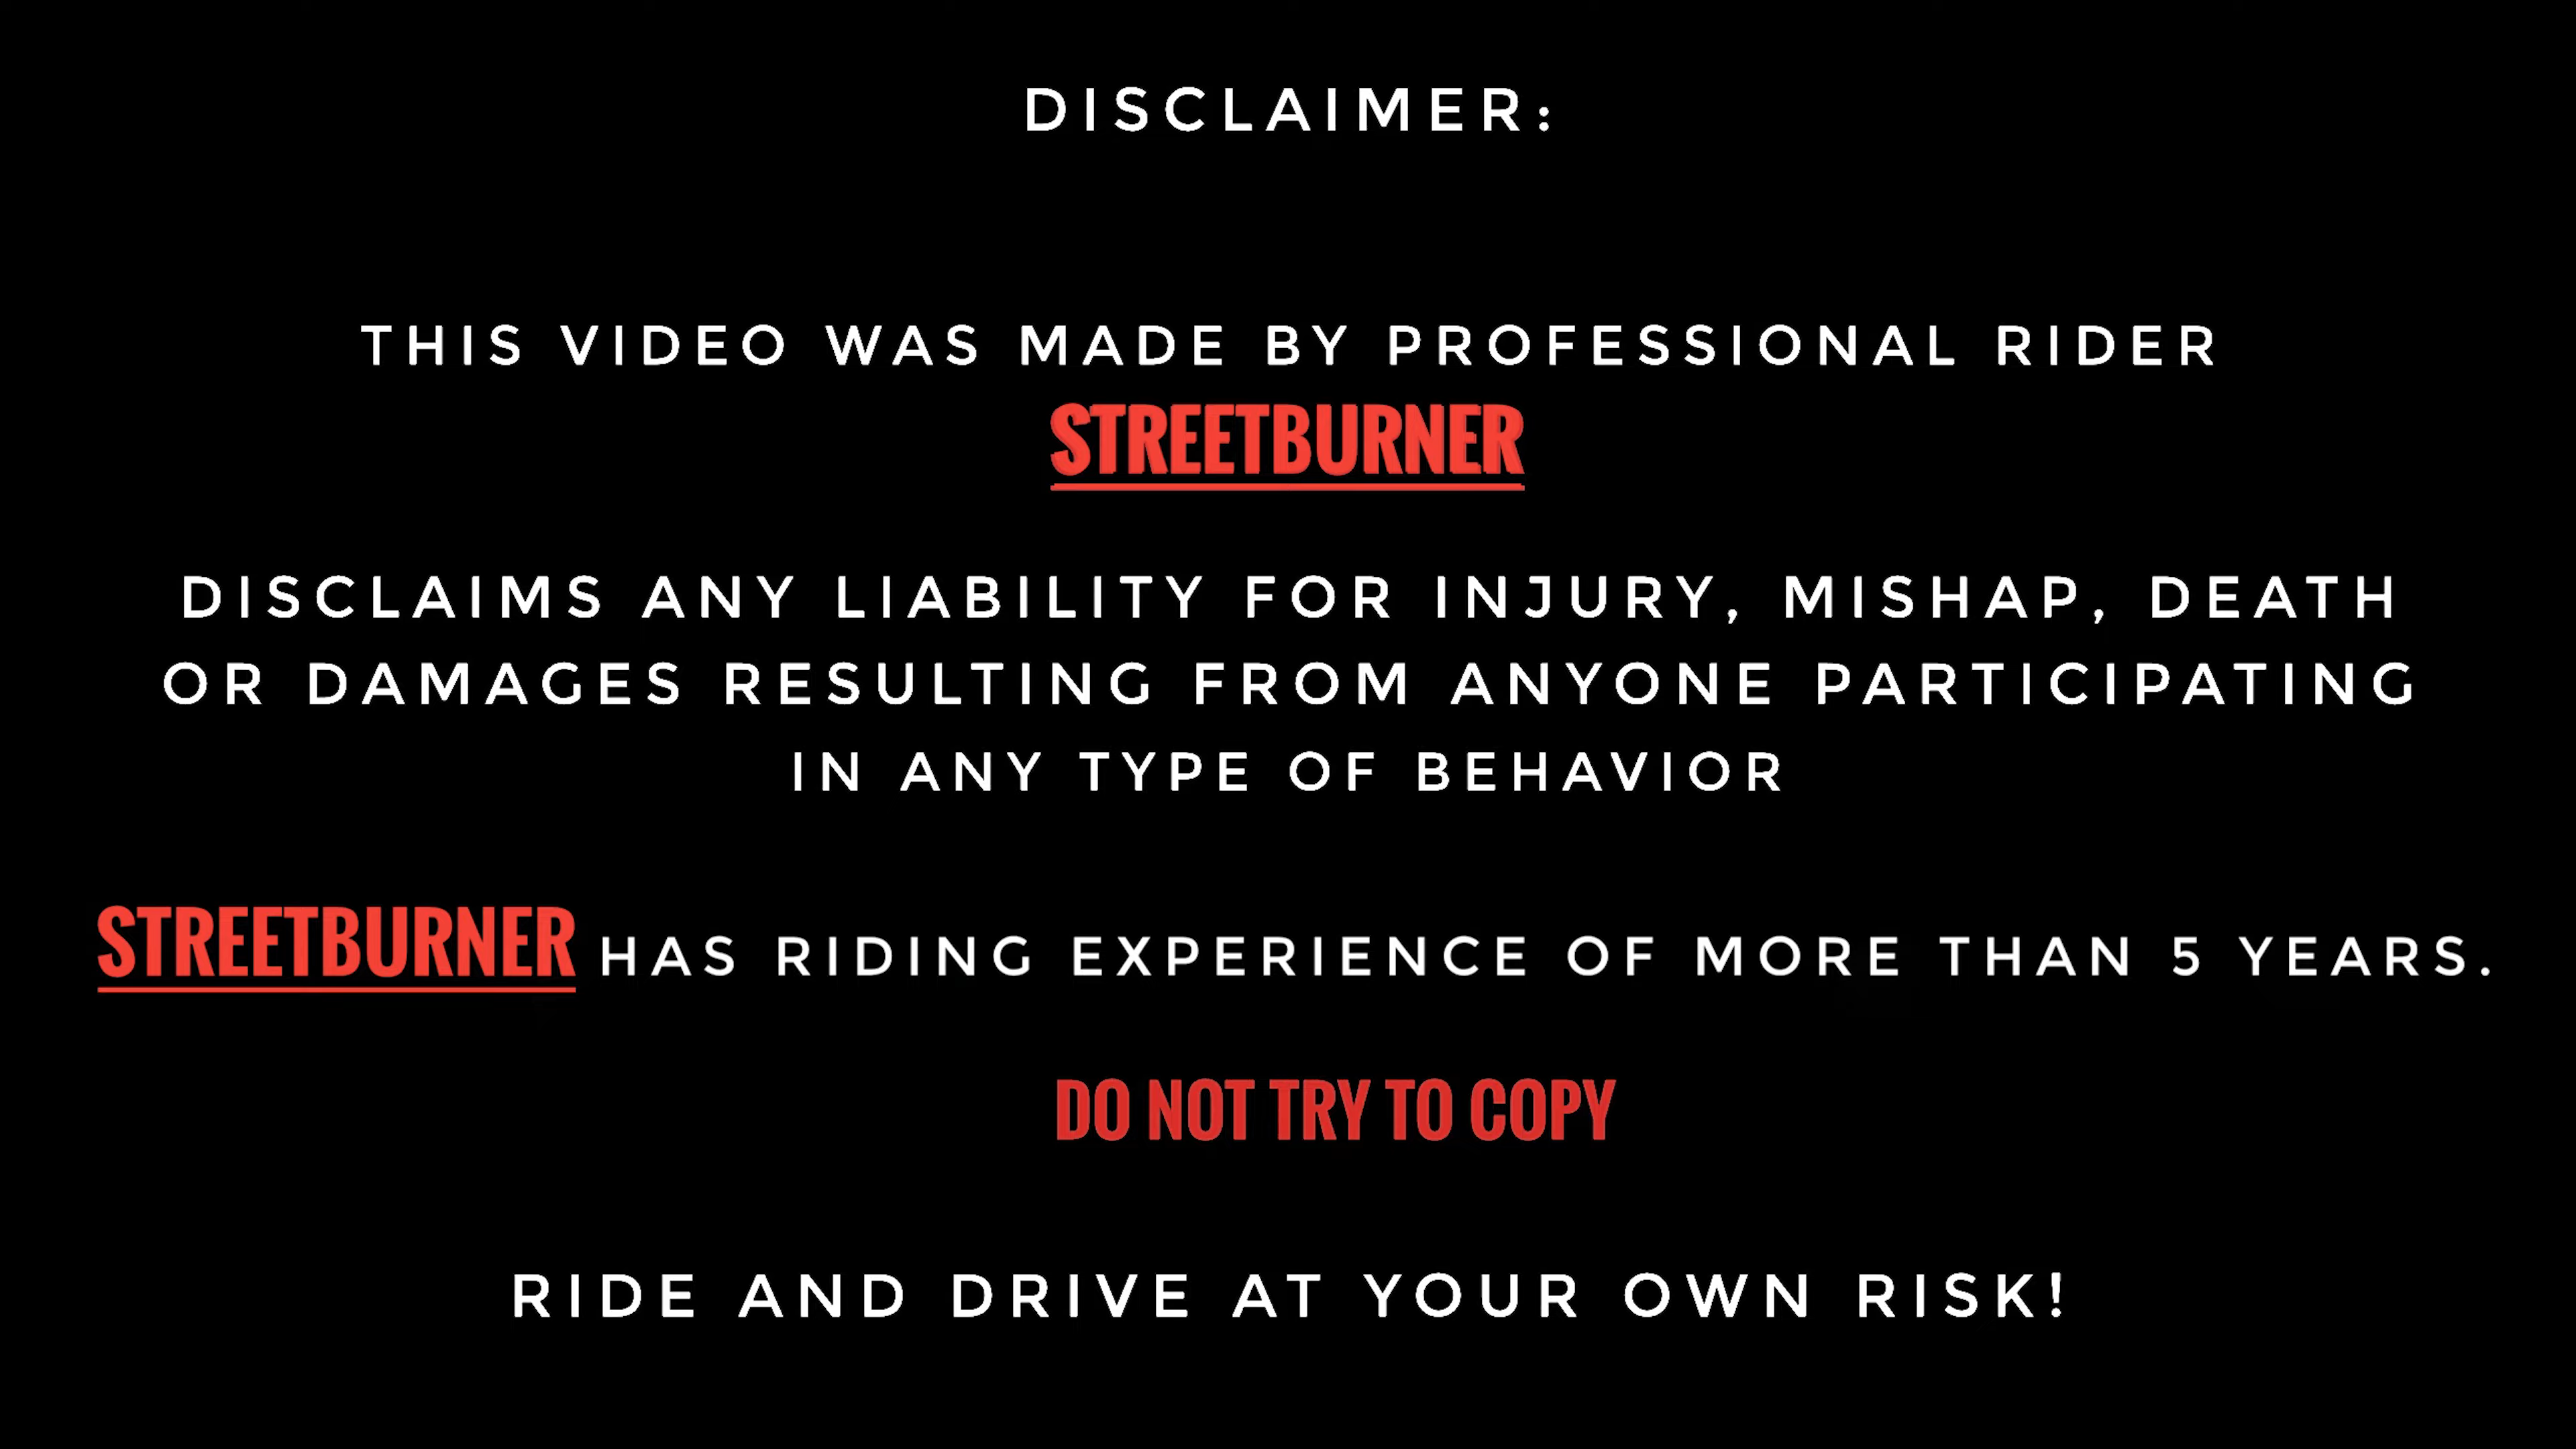 DISCLAIMER:
THIS VIDEO WAS MADE BY PROFESSIONAL RIDER
STREETBURNER
DISCLAIMS ANY LIABILITY FOR INJURY, MISHAP, DEATH
OR DAMAGES RESULTING FROM ANYONE PARTICIPATING
IN ANY TYPE OF BEHAVIOR
STREETBURNER HAS RIDING EXPERIENCE OF MORE THAN 5 YEARS.
DO NOT TRY TO COPY
RIDE AND DRIVE AT YOUR OWN RISK!